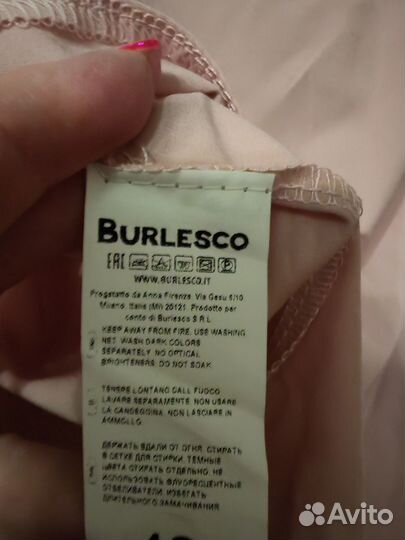 BURLESCO
EAC
WWW.BURLESCO.IT
Progettato da Anna Firenze. Via Gesu 6/10
Milano. Italia (MI) 20121. Prodotto per
conto di Burlesco S.R.L
KEEP AWAY FROM FIRE. USE WASHING
NET. WASH DARK COLORS
SEPARATELY. NO OPTICAL
BRIGHTENERS. DO NOT SOAK
TENERE LONTANO DALL FUOCO
LAVARE SEPARATAMENTE. NON USARE
LA CANDEGGINA. NON LASCIARE IN
AMMOLLO.
ДЕРЖАТЬ ВДАЛИ ОТ ОГНЯ. СТИРАТЬ
В СЕТКЕ ДЛЯ СТИРКИ. ТЕМНЫЕ
ЦВЕТА СТИРАТЬ ОТДЕЛЬНО. НЕ
ИСПОЛЬЗОВАТЬ ФЛУОРЕСЦЕНТНЫЕ
ОТБЕЛИВАТЕЛИ. ИЗБЕГАТЬ
ДЛИТЕЛЬНОГО ЗАМАЧИВАНИЯ.
Avito